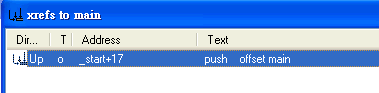 xrefs to main
Dir... T Address Text
Up o _start+17 push offset main